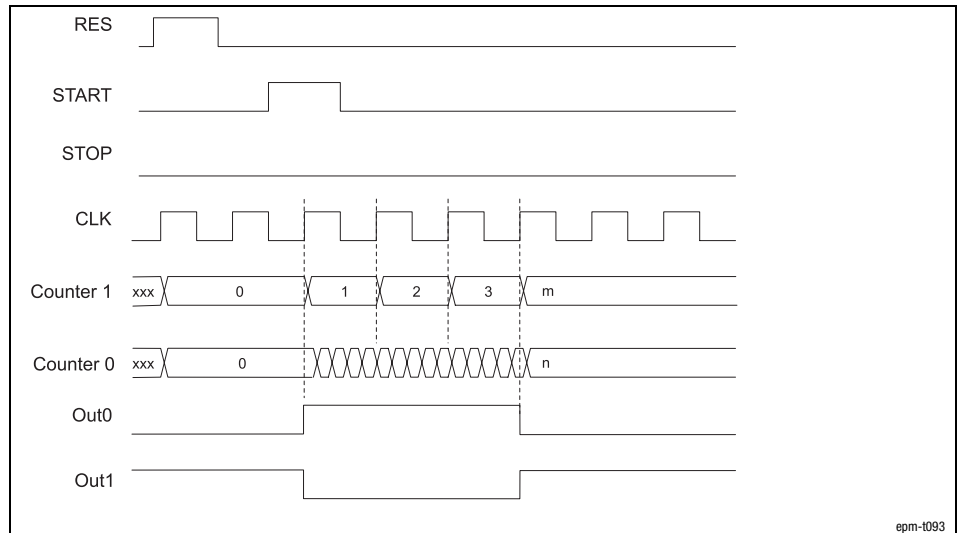 RES
START
STOP
CLK
Counter 1 xxx 0 1 2 3 m
Counter 0 xxx 0 n
Out0
Out1
epm-t093